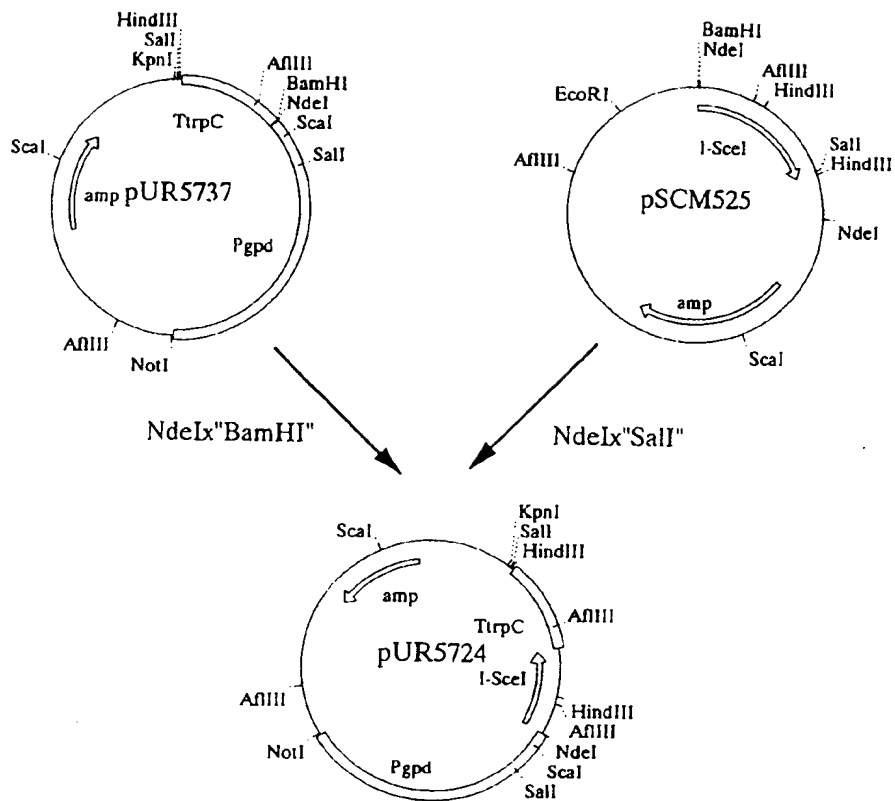 HindIII
SalI
KpnI
AflIII
BamHI
NdeI
ScaI
SalI
TtrpC
ScaI
amp
pUR5737
Pgpd
AflIII
NotI
BamHI
NdeI
AflIII
HindIII
EcoRI
I-SceI
SalI
HindIII
AflIII
pSCM525
NdeI
amp
ScaI
NdeIx"BamHI"
NdeIx"SalI"
KpnI
SalI
HindIII
ScaI
amp
TtrpC
AflIII
pUR5724
I-SceI
AflIII
HindIII
AflIII
NdeI
NotI
ScaI
Pgpd
SalI